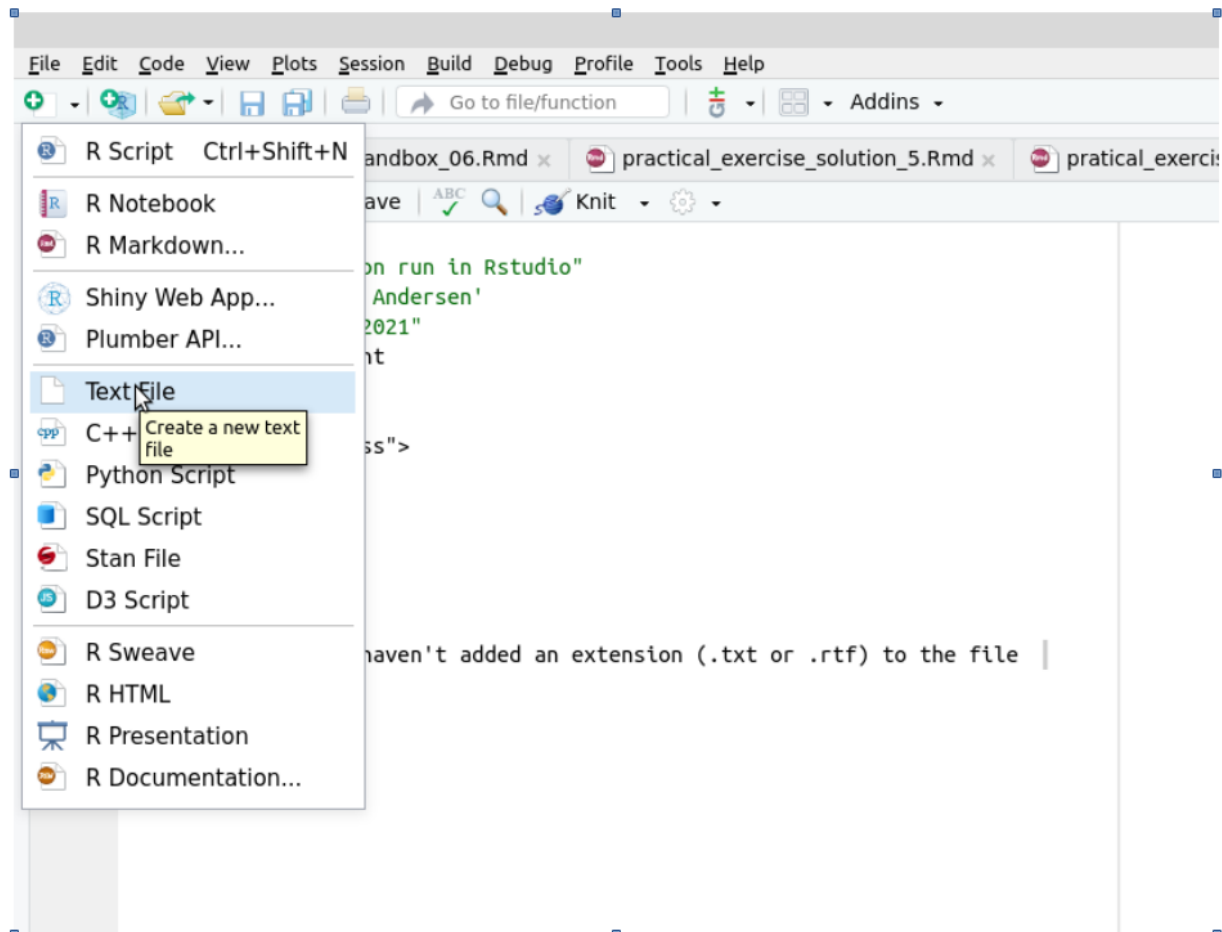 File Edit Code View Plots Session Build Debug Profile Tools Help
Go to file/function Addins
R Script Ctrl+Shift+N
andbox_06.Rmd practical_exercise_solution_5.Rmd pratical_exercis
ave ABC Knit
R Notebook
R Markdown...
on run in Rstudio"
Shiny Web App...
Andersen'
2021"
Plumber API...
nt
Text File
Create a new text
file
C++
ss">
Python Script
SQL Script
Stan File
D3 Script
R Sweave
haven't added an extension (.txt or .rtf) to the file
R HTML
R Presentation
R Documentation...